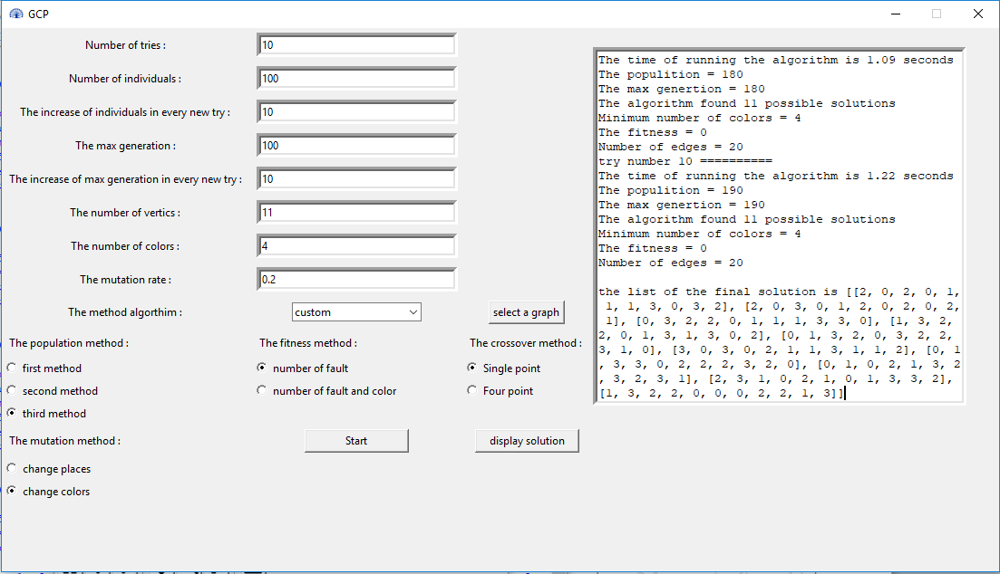 GCP
Number of tries :
10
Number of individuals :
100
The increase of individuals in every new try :
10
The max generation :
100
The increase of max generation in every new try :
10
The number of vertics :
11
The number of colors :
4
The mutation rate :
0.2
The method algorthim :
custom
select a graph
The population method :
first method
second method
third method
The fitness method :
number of fault
number of fault and color
The crossover method :
Single point
Four point
The mutation method :
change places
change colors
Start
display solution
The time of running the algorithm is 1.09 seconds
The populition = 180
The max genertion = 180
The algorithm found 11 possible solutions
Minimum number of colors = 4
The fitness = 0
Number of edges = 20
try number 10 ==========
The time of running the algorithm is 1.22 seconds
The populition = 190
The max genertion = 190
The algorithm found 11 possible solutions
Minimum number of colors = 4
The fitness = 0
Number of edges = 20
the list of the final solution is [[2, 0, 2, 0, 1,
1, 1, 3, 0, 3, 2], [2, 0, 3, 0, 1, 2, 0, 2, 0, 2,
1], [0, 3, 2, 2, 0, 1, 1, 1, 3, 3, 0], [1, 3, 2,
2, 0, 1, 3, 1, 3, 0, 2], [0, 1, 3, 2, 0, 3, 2, 2,
3, 1, 0], [3, 0, 3, 0, 2, 1, 1, 3, 1, 1, 2], [0, 1
, 3, 3, 0, 2, 2, 2, 3, 2, 0], [0, 1, 0, 2, 1, 3, 2
, 3, 2, 3, 1], [2, 3, 1, 0, 2, 1, 0, 1, 3, 3, 2],
[1, 3, 2, 2, 0, 0, 0, 2, 2, 1, 3]]